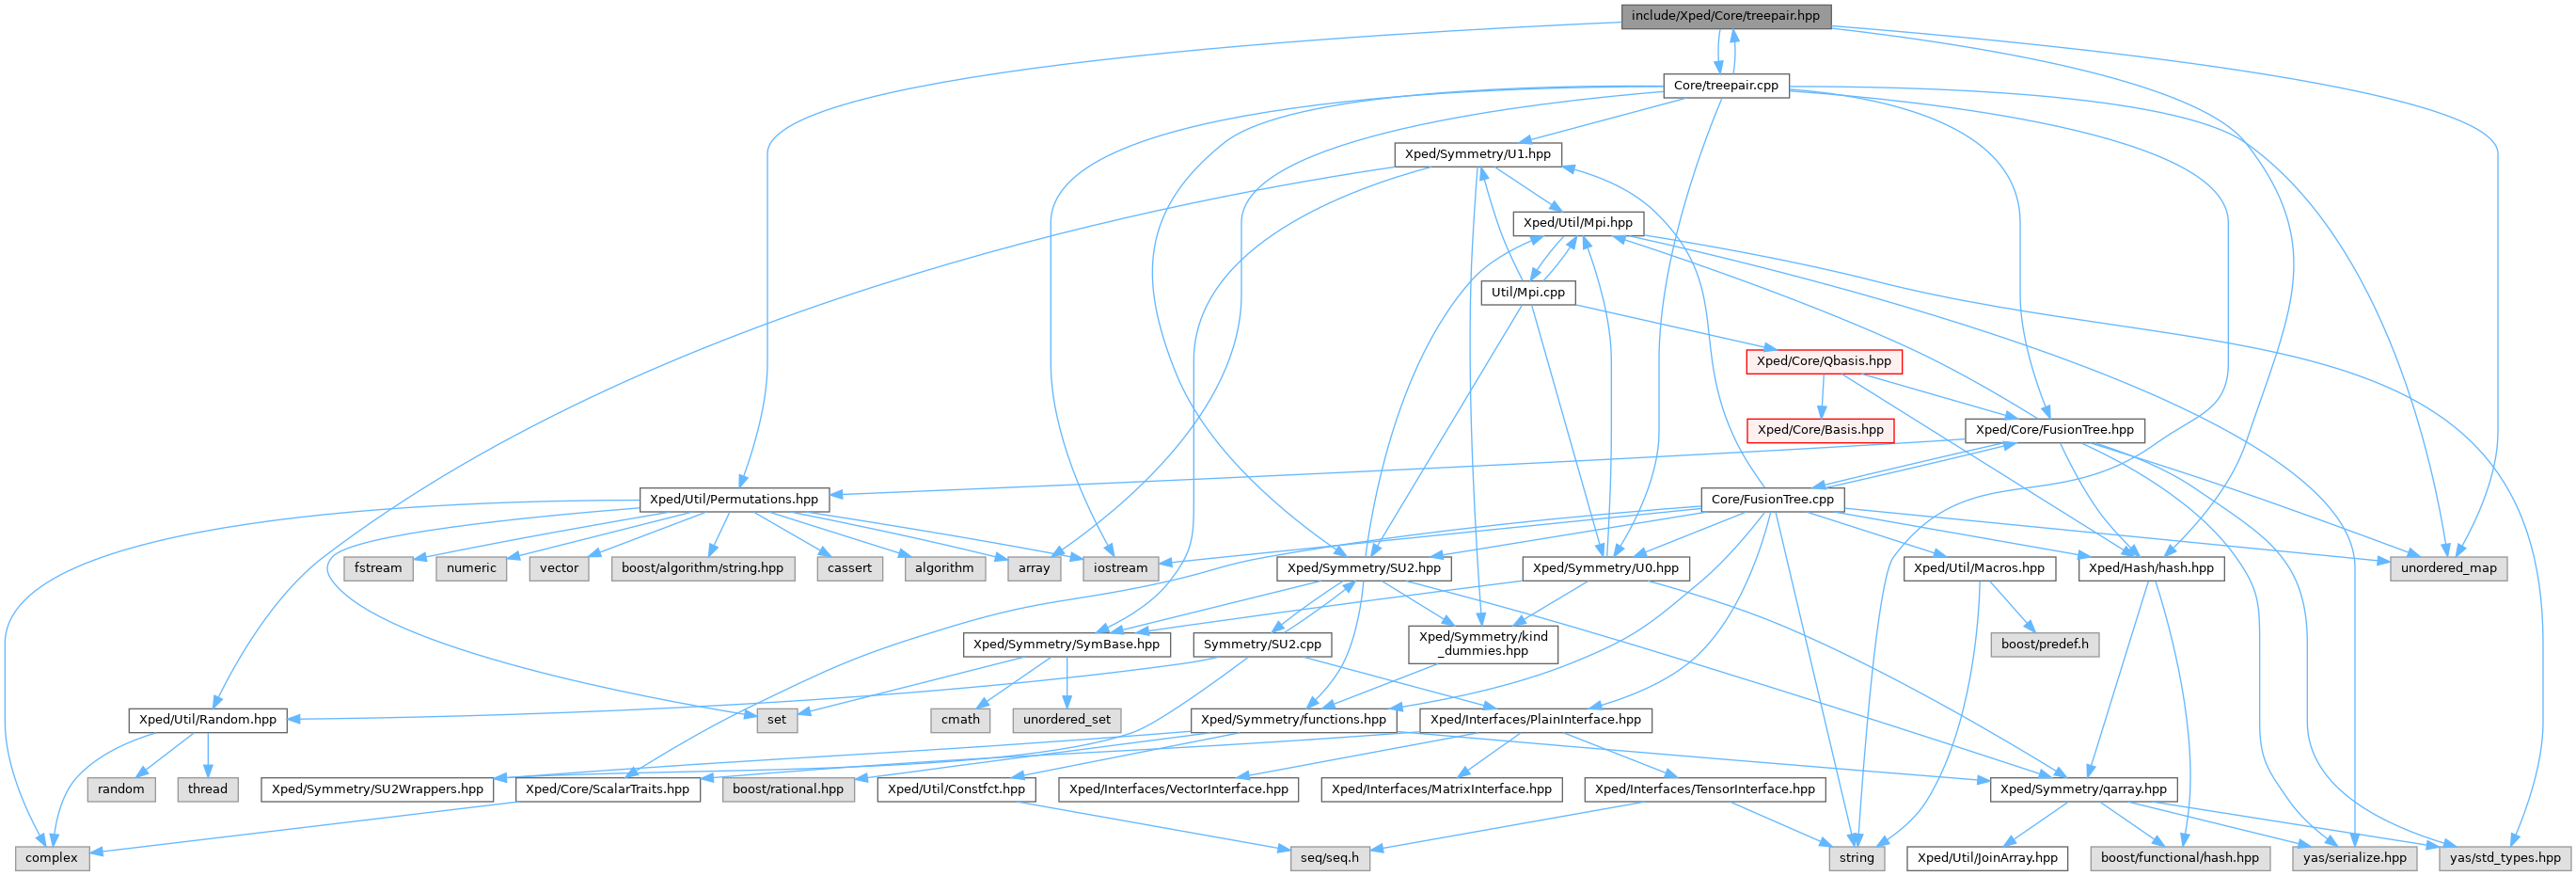 include/Xped/Core/treepair.hpp
Core/treepair.cpp
Xped/Symmetry/U1.hpp
Xped/Util/Mpi.hpp
Util/Mpi.cpp
Xped/Core/Qbasis.hpp
Xped/Core/Basis.hpp
Xped/Core/FusionTree.hpp
Xped/Util/Permutations.hpp
Core/FusionTree.cpp
fstream
numeric
vector
boost/algorithm/string.hpp
cassert
algorithm
array
iostream
Xped/Symmetry/SU2.hpp
Xped/Symmetry/U0.hpp
Xped/Util/Macros.hpp
Xped/Hash/hash.hpp
unordered_map
Xped/Symmetry/SymBase.hpp
Symmetry/SU2.cpp
Xped/Symmetry/kind
_dummies.hpp
boost/predef.h
Xped/Util/Random.hpp
set
cmath
unordered_set
Xped/Symmetry/functions.hpp
Xped/Interfaces/PlainInterface.hpp
random
thread
Xped/Symmetry/SU2Wrappers.hpp
Xped/Core/ScalarTraits.hpp
boost/rational.hpp
Xped/Util/Constfct.hpp
Xped/Interfaces/VectorInterface.hpp
Xped/Interfaces/MatrixInterface.hpp
Xped/Interfaces/TensorInterface.hpp
Xped/Symmetry/qarray.hpp
complex
seq/seq.h
string
Xped/Util/JoinArray.hpp
boost/functional/hash.hpp
yas/serialize.hpp
yas/std_types.hpp